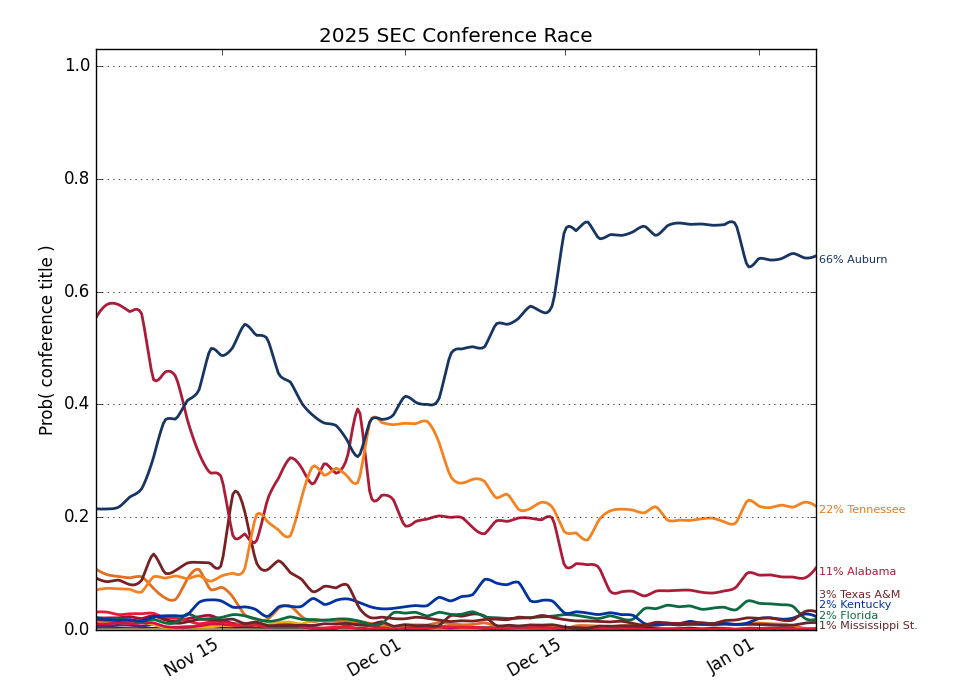 2025 SEC Conference Race
Prob( conference title )
1.0
0.8
0.6
0.4
0.2
0.0
66% Auburn
22% Tennessee
11% Alabama
3% Texas A&M
2% Kentucky
2% Florida
1% Mississippi St.
Nov 15
Dec 01
Dec 15
Jan 01